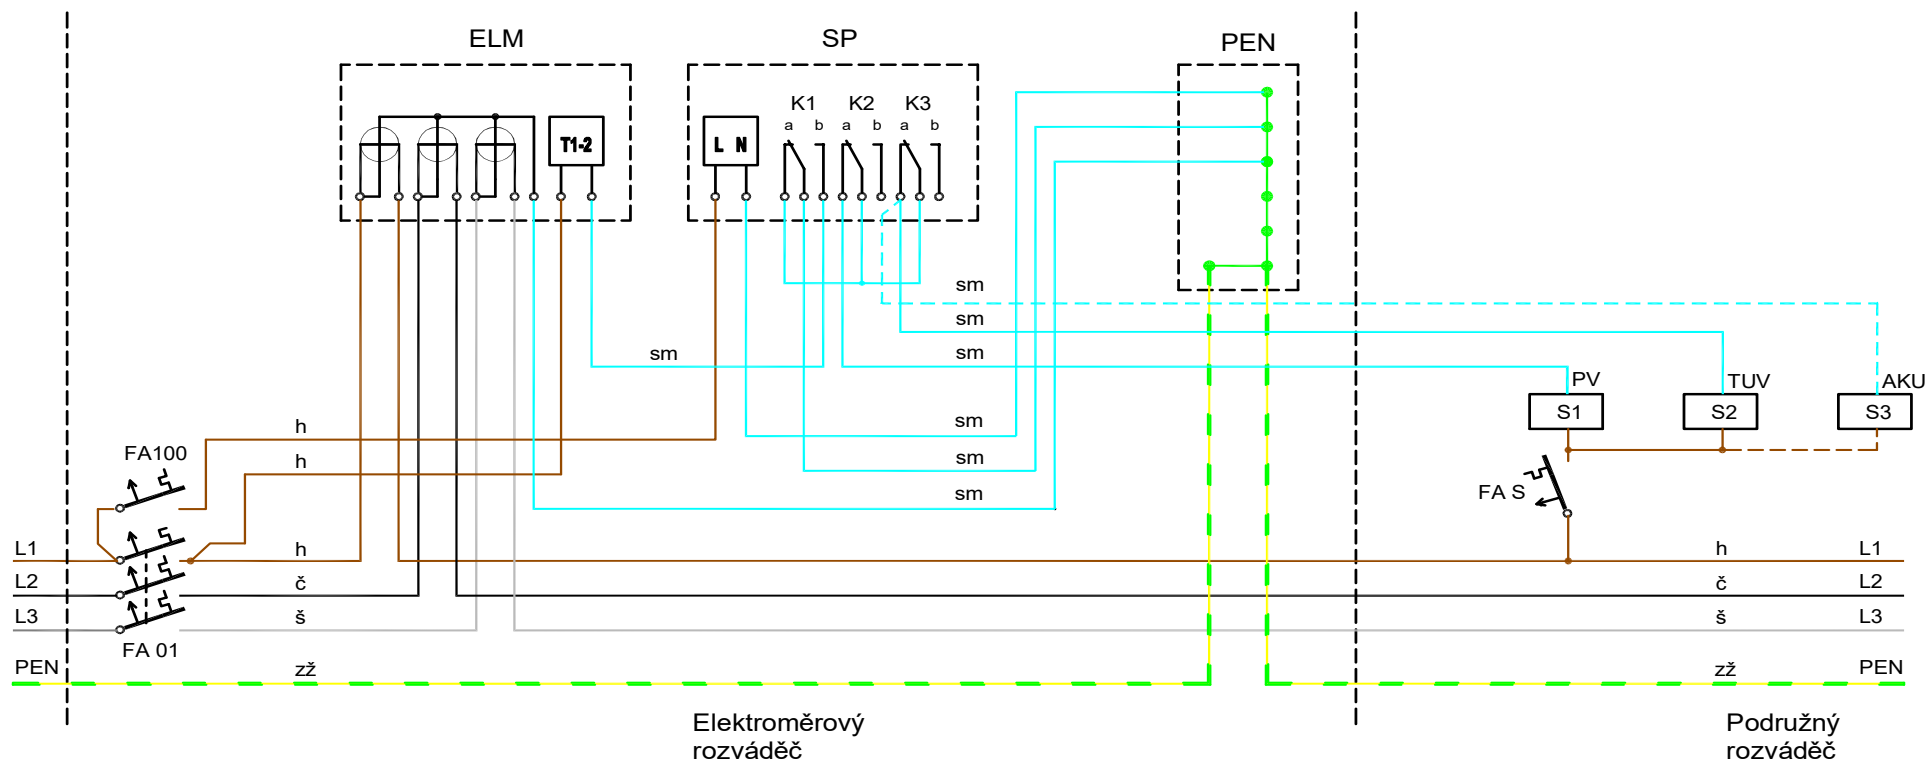 ELM
SP
PEN
K1
K2
K3
a
b
a
b
a
b
T1-2
L N
sm
sm
sm
sm
PV
TUV
AKU
S1
S2
S3
h
sm
FA100
h
sm
FA S
sm
L1
h
h
L1
L2
č
č
L2
L3
š
š
L3
FA 01
PEN
zž
zž
PEN
Elektroměrový
rozváděč
Podružný
rozváděč